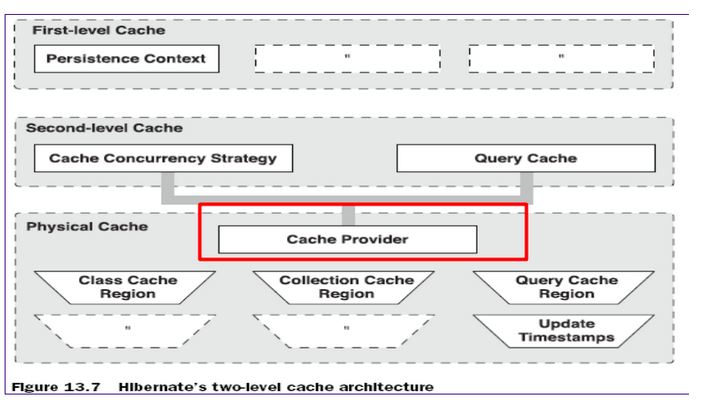 First-level Cache
Persistence Context
"
"
Second-level Cache
Cache Concurrency Strategy
Query Cache
Physical Cache
Cache Provider
Class Cache
Region
Collection Cache
Region
Query Cache
Region
"
"
Update
Timestamps
Figure 13.7 Hibernate's two-level cache architecture